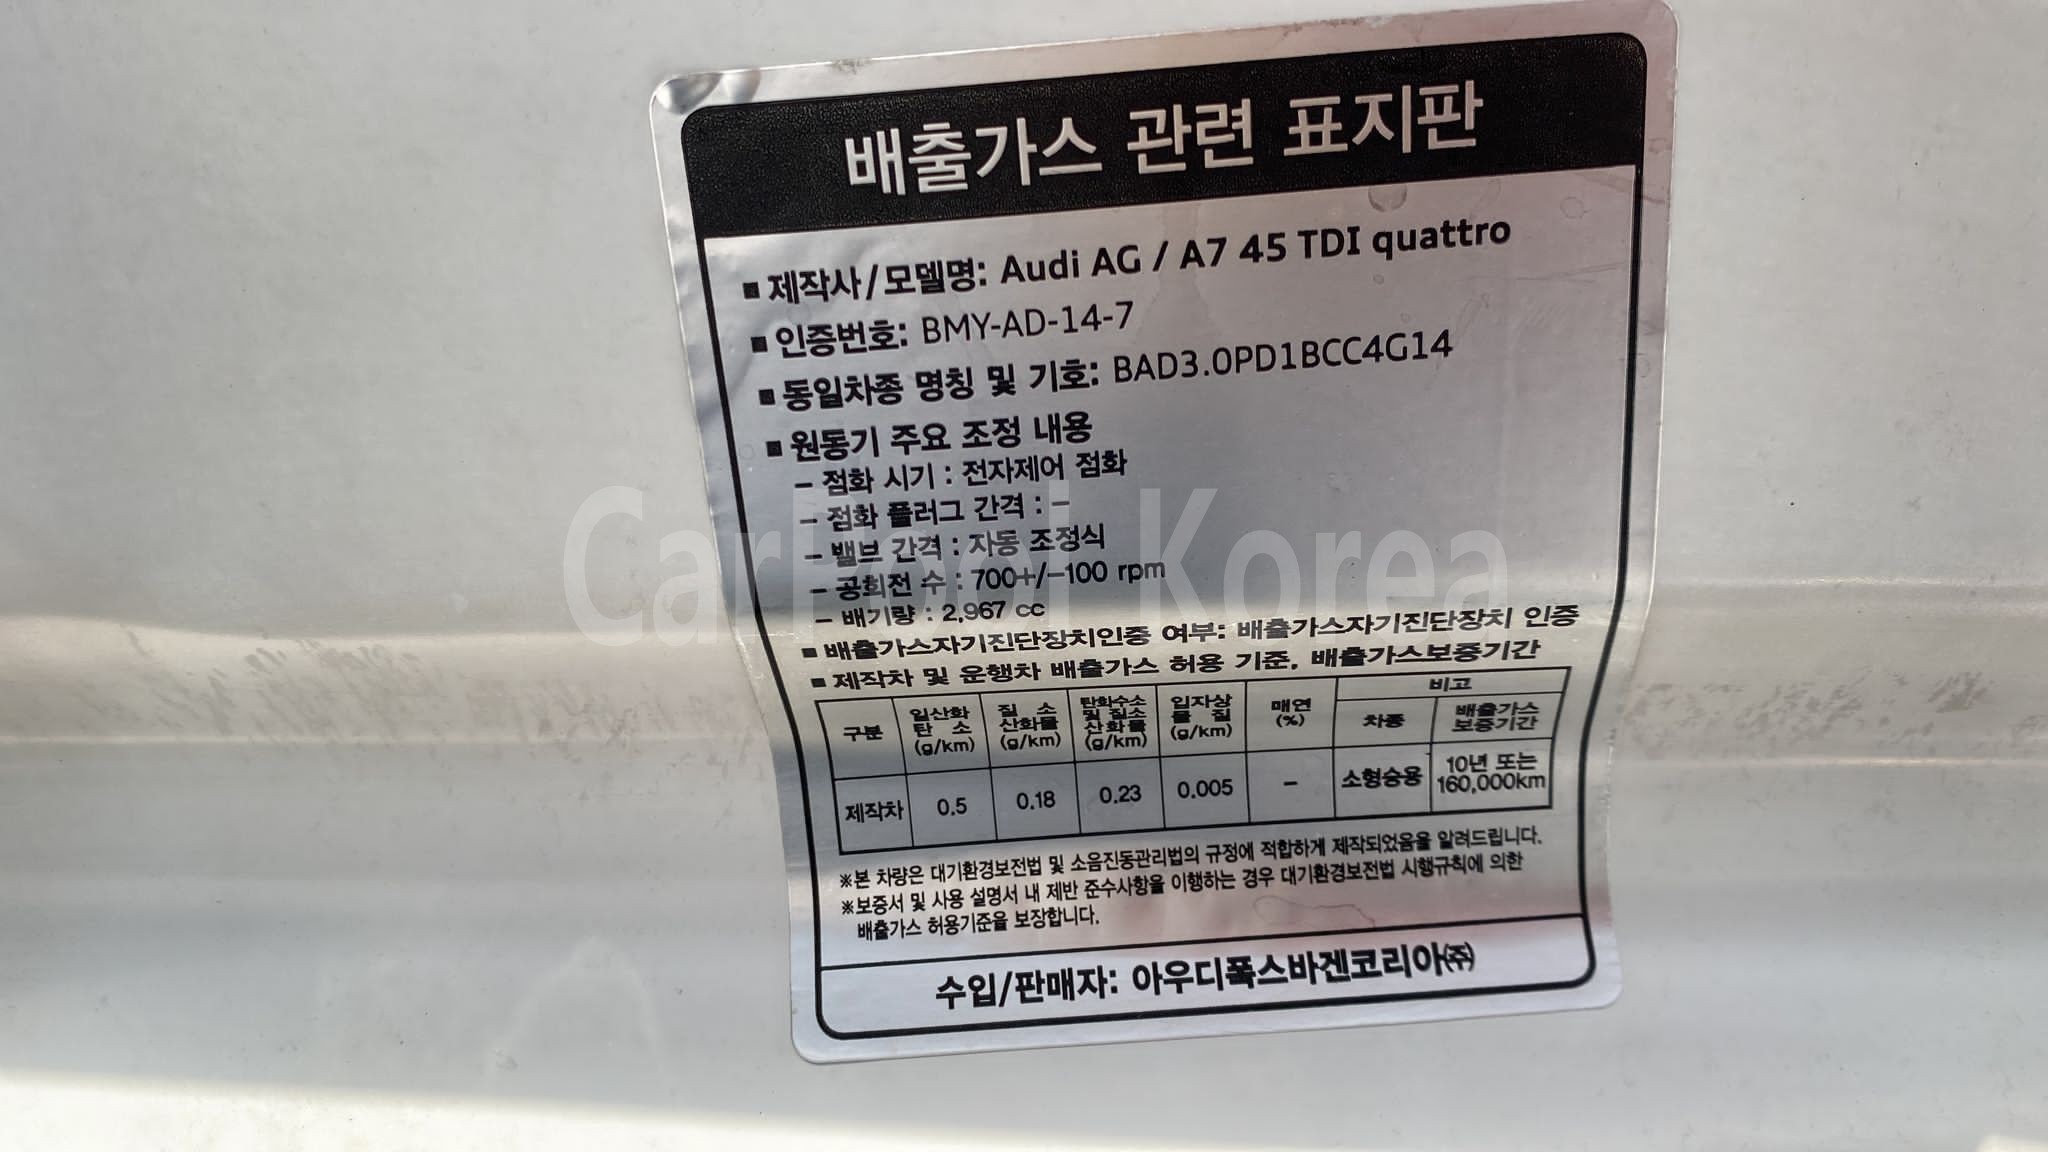 배출가스 관련 표지판
■ 제작사/모델명: Audi AG / A7 45 TDI quattro
■ 인증번호: BMY-AD-14-7
■ 동일차종 명칭 및 기호: BAD3.0PD1BCC4G14
■ 원동기 주요 조정 내용
– 점화 시기 : 전자제어 점화
– 점화 플러그 간격 : –
– 밸브 간격 : 자동 조정식
– 공회전 수 : 700+/-100 rpm
– 배기량 : 2,967 cc
■ 배출가스자기진단장치인증 여부: 배출가스자기진단장치 인증
■ 제작차 및 운행차 배출가스 허용 기준, 배출가스보증기간
구분 일산화탄소 (g/km) 질소산화물 (g/km) 탄화수소 및 질소산화물 (g/km) 입자상물질 (g/km) 매연 (%) 비고
차종 배출가스 보증기간
제작차 0.5 0.18 0.23 0.005 – 소형승용 10년 또는 160,000km
※본 차량은 대기환경보전법 및 소음진동관리법의 규정에 적합하게 제작되었음을 알려드립니다.
※보증서 및 사용 설명서 내 제반 준수사항을 이행하는 경우 대기환경보전법 시행규칙에 의한
배출가스 허용기준을 보장합니다.
수입/판매자: 아우디폭스바겐코리아㈜
CarPool Korea